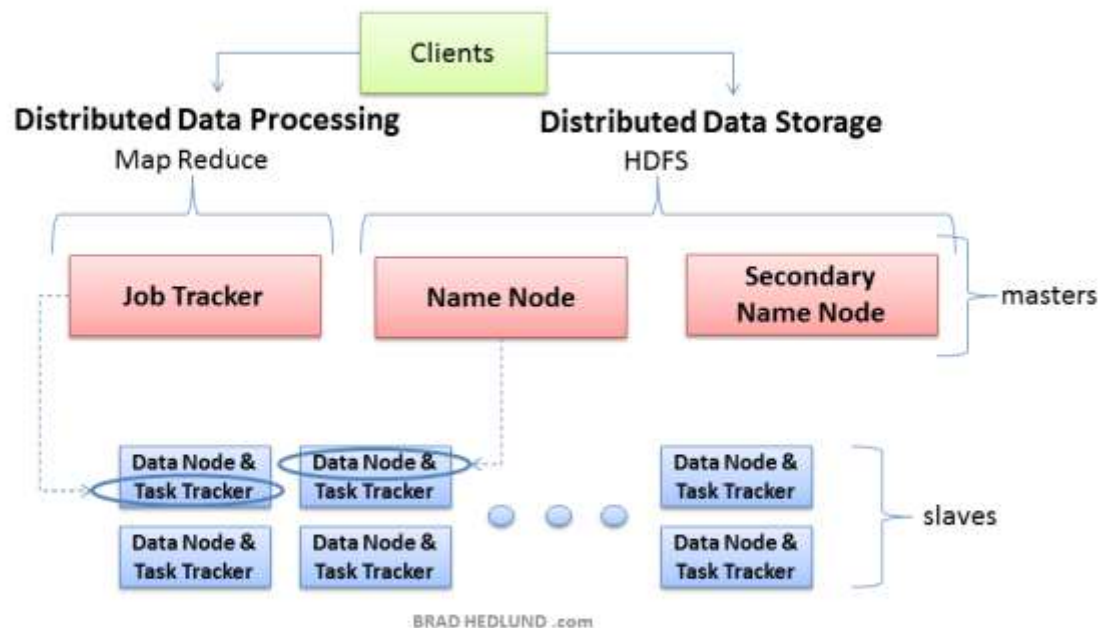 Clients
Distributed Data Processing
Map Reduce
Distributed Data Storage
HDFS
Job Tracker
Name Node
Secondary
Name Node
masters
Data Node &
Task Tracker
Data Node &
Task Tracker
Data Node &
Task Tracker
Data Node &
Task Tracker
Data Node &
Task Tracker
Data Node &
Task Tracker
slaves
BRAD HEDLUND .com